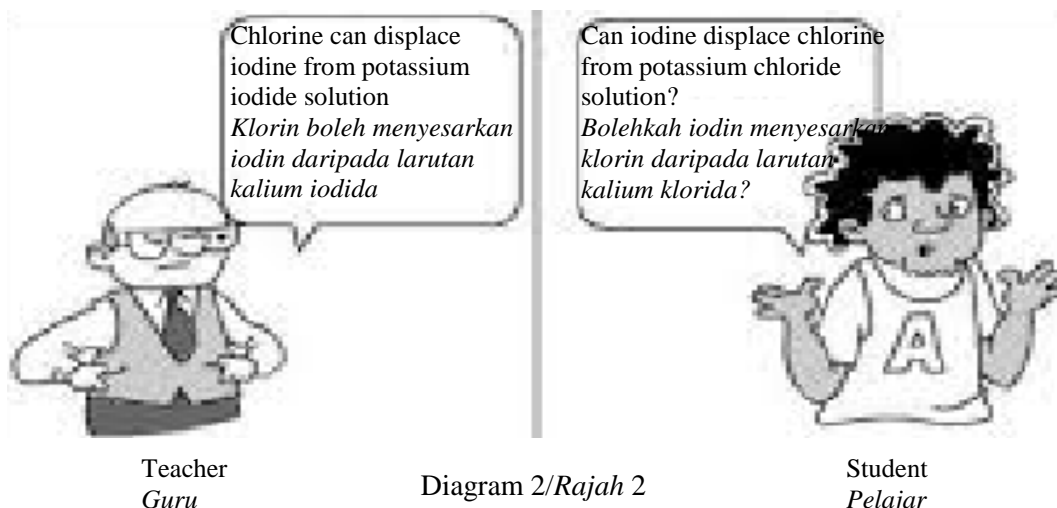 Chlorine can displace
iodine from potassium
iodide solution
Klorin boleh menyesarkan
iodin daripada larutan
kalium iodida
Can iodine displace chlorine
from potassium chloride
solution?
Bolehkah iodin menyesarkan
klorin daripada larutan
kalium klorida?
A
Teacher
Guru
Diagram 2/Rajah 2
Student
Pelajar